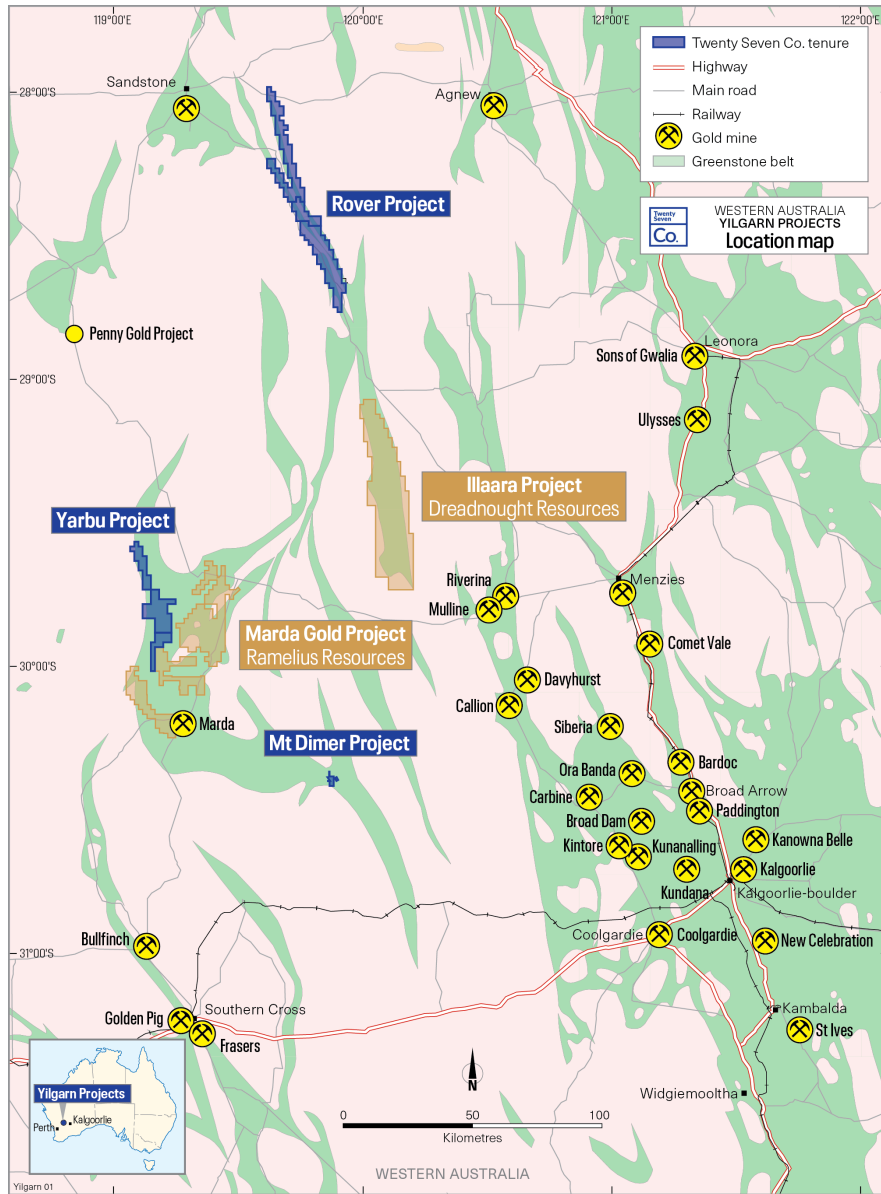 119°00'E
120°00'E
121°00'E
122°00'E
28°00'S
29°00'S
30°00'S
31°00'S
Twenty Seven Co. tenure
Highway
Main road
Railway
Gold mine
Greenstone belt
Twenty
Seven
Co.
WESTERN AUSTRALIA
YILGARN PROJECTS
Location map
Sandstone
Agnew
Rover Project
Penny Gold Project
Leonora
Sons of Gwalia
Ulysses
Illaara Project
Dreadnought Resources
Yarbu Project
Riverina
Mulline
Menzies
Marda Gold Project
Ramelius Resources
Comet Vale
Davyhurst
Callion
Marda
Siberia
Mt Dimer Project
Bardoc
Ora Banda
Broad Arrow
Carbine
Paddington
Broad Dam
Kanowna Belle
Kintore
Kunanalling
Kalgoorlie
Kundana
Kalgoorlie-boulder
Coolgardie
Coolgardie
New Celebration
Bullfinch
Southern Cross
Golden Pig
Frasers
Kambalda
St Ives
Widgiemooltha
Yilgarn Projects
Kalgoorlie
Perth
N
0
50
100
Kilometres
WESTERN AUSTRALIA
Yilgarn 01